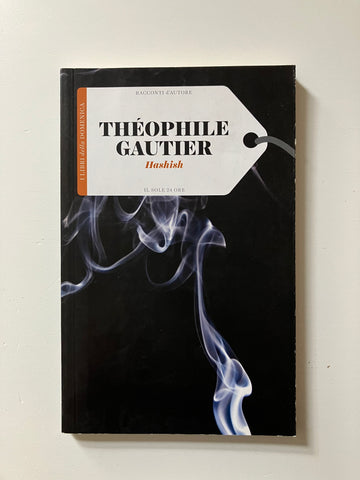 RACCONTI d'AUTORE
THÉOPHILE
GAUTIER
Hashish
IL SOLE 24 ORE
I LIBRI della DOMENICA